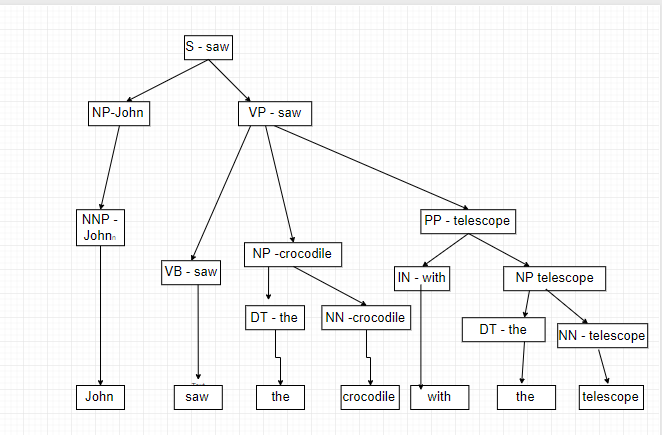 S - saw
NP-John
VP - saw
NNP -
Johnn
PP - telescope
VB - saw
NP -crocodile
IN - with
NP telescope
DT - the
NN -crocodile
DT - the
NN - telescope
John
saw
the
crocodile
with
the
telescope